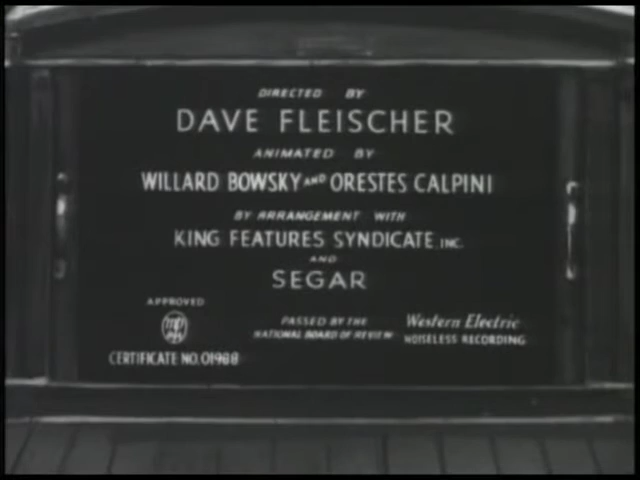 DIRECTED BY
DAVE FLEISCHER
ANIMATED BY
WILLARD BOWSKY AND ORESTES CALPINI
BY ARRANGEMENT WITH
KING FEATURES SYNDICATE, INC.
AND
SEGAR
APPROVED
CERTIFICATE NO. 01988
PASSED BY THE
NATIONAL BOARD OF REVIEW
Western Electric
NOISELESS RECORDING